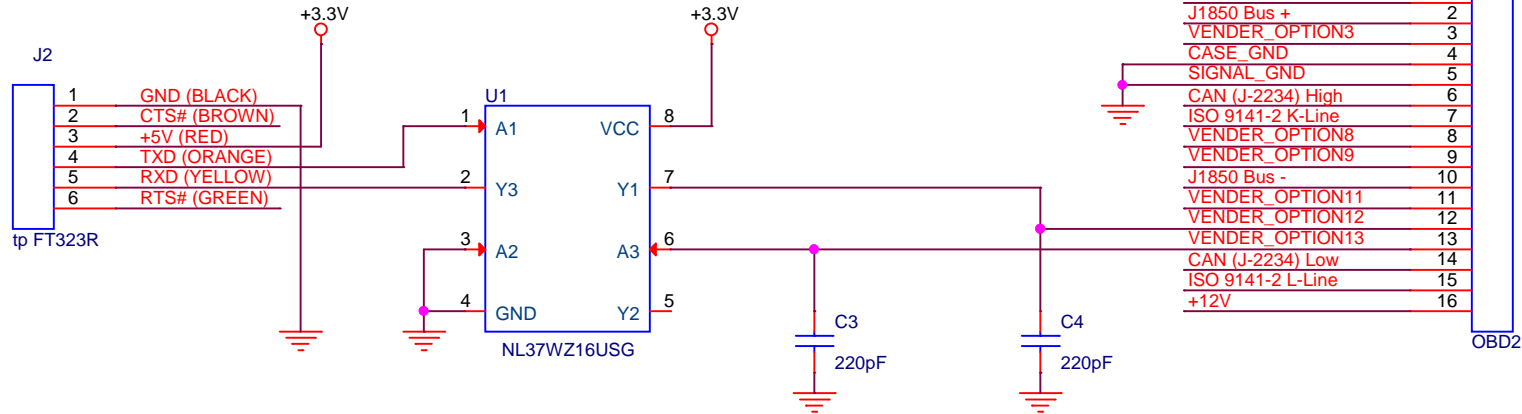 +3.3V
J2
1 GND (BLACK)
2 CTS# (BROWN)
3 +5V (RED)
4 TXD (ORANGE)
5 RXD (YELLOW)
6 RTS# (GREEN)
tp FT323R
+3.3V
U1
1 A1 VCC 8
2 Y3 Y1 7
3 A2 A3 6
4 GND Y2 5
NL37WZ16USG
C3
220pF
C4
220pF
J1850 Bus + 2
VENDER_OPTION3 3
CASE_GND 4
SIGNAL_GND 5
CAN (J-2234) High 6
ISO 9141-2 K-Line 7
VENDER_OPTION8 8
VENDER_OPTION9 9
J1850 Bus - 10
VENDER_OPTION11 11
VENDER_OPTION12 12
VENDER_OPTION13 13
CAN (J-2234) Low 14
ISO 9141-2 L-Line 15
+12V 16
OBD2